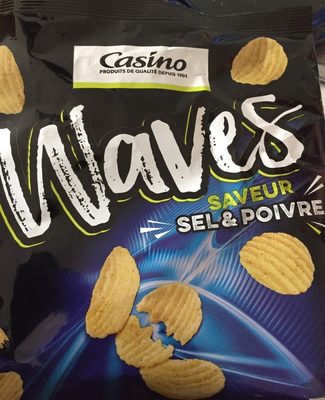 Casino
PRODUITS DE QUALITÉ DEPUIS 1901
Waves
SAVEUR
SEL & POIVRE